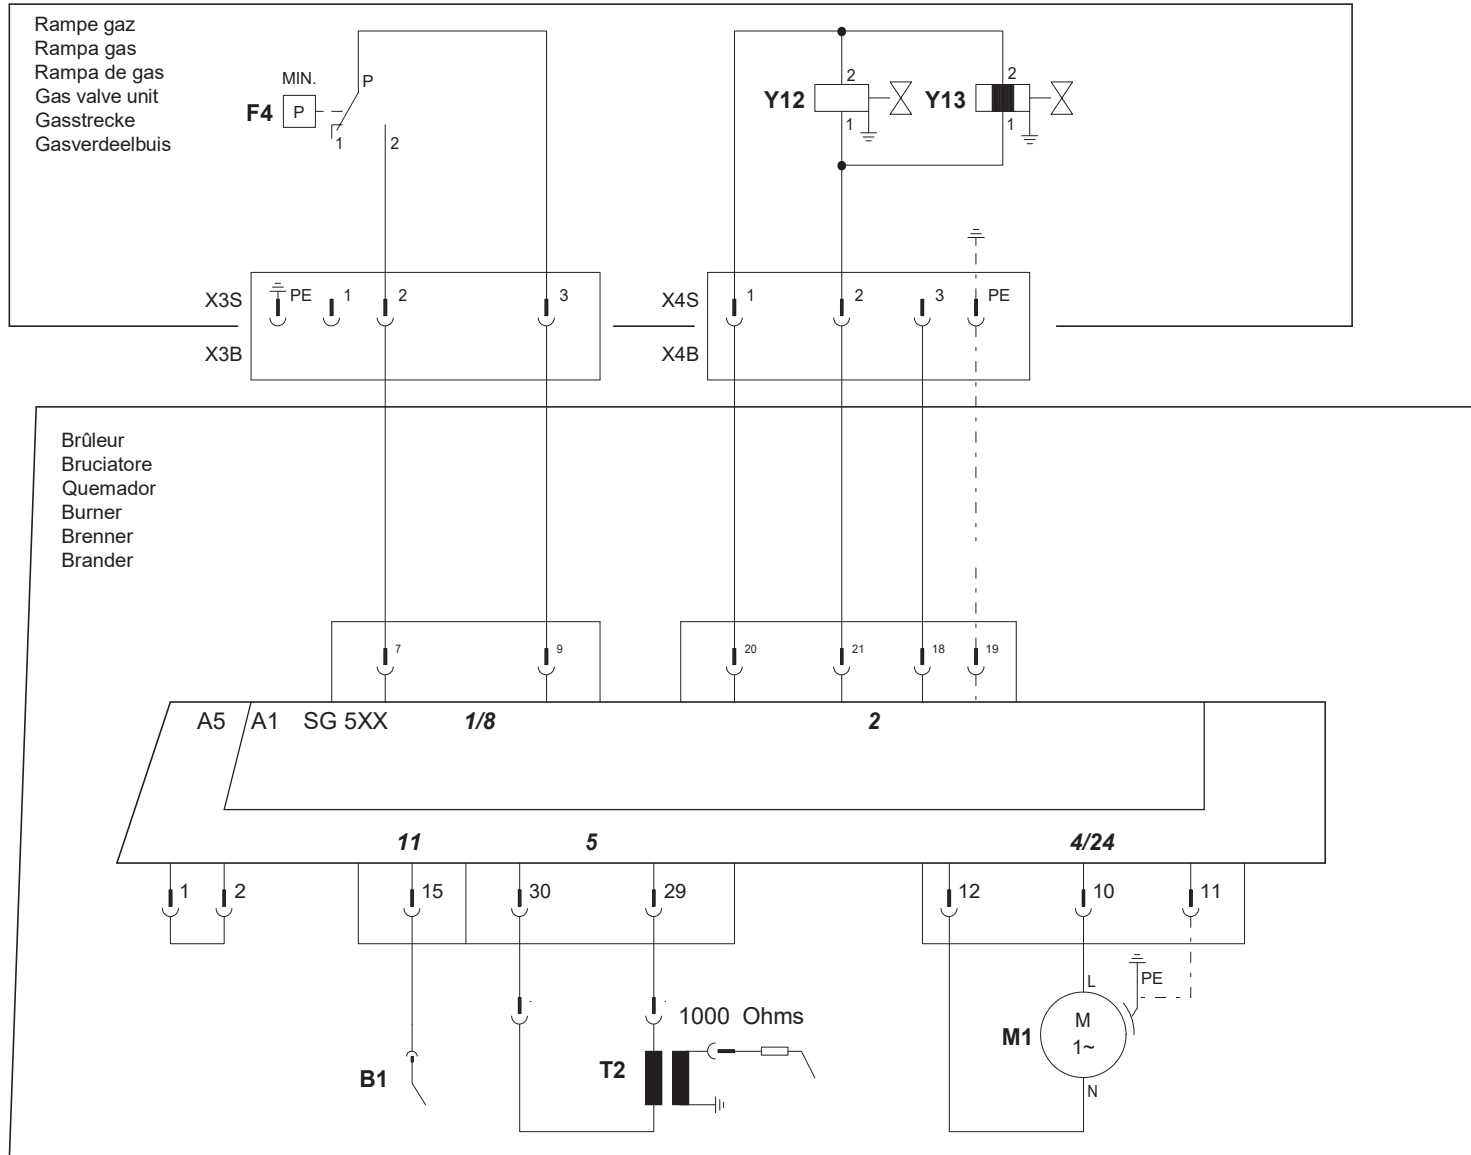 Rampe gaz
Rampa gas
Rampa de gas
Gas valve unit
Gasstrecke
Gasverdeelbuis
MIN.
P
F4
P
1
2
2
Y12
1
2
Y13
1
X3S
PE
1
2
3
X3B
X4S
1
2
3
PE
X4B
Brûleur
Bruciatore
Quemador
Burner
Brenner
Brander
7
9
20
21
18
19
A5
A1
SG 5XX
1/8
2
11
5
4/24
1
2
15
30
29
12
10
11
1000 Ohms
B1
T2
L
PE
M1
M
1~
N